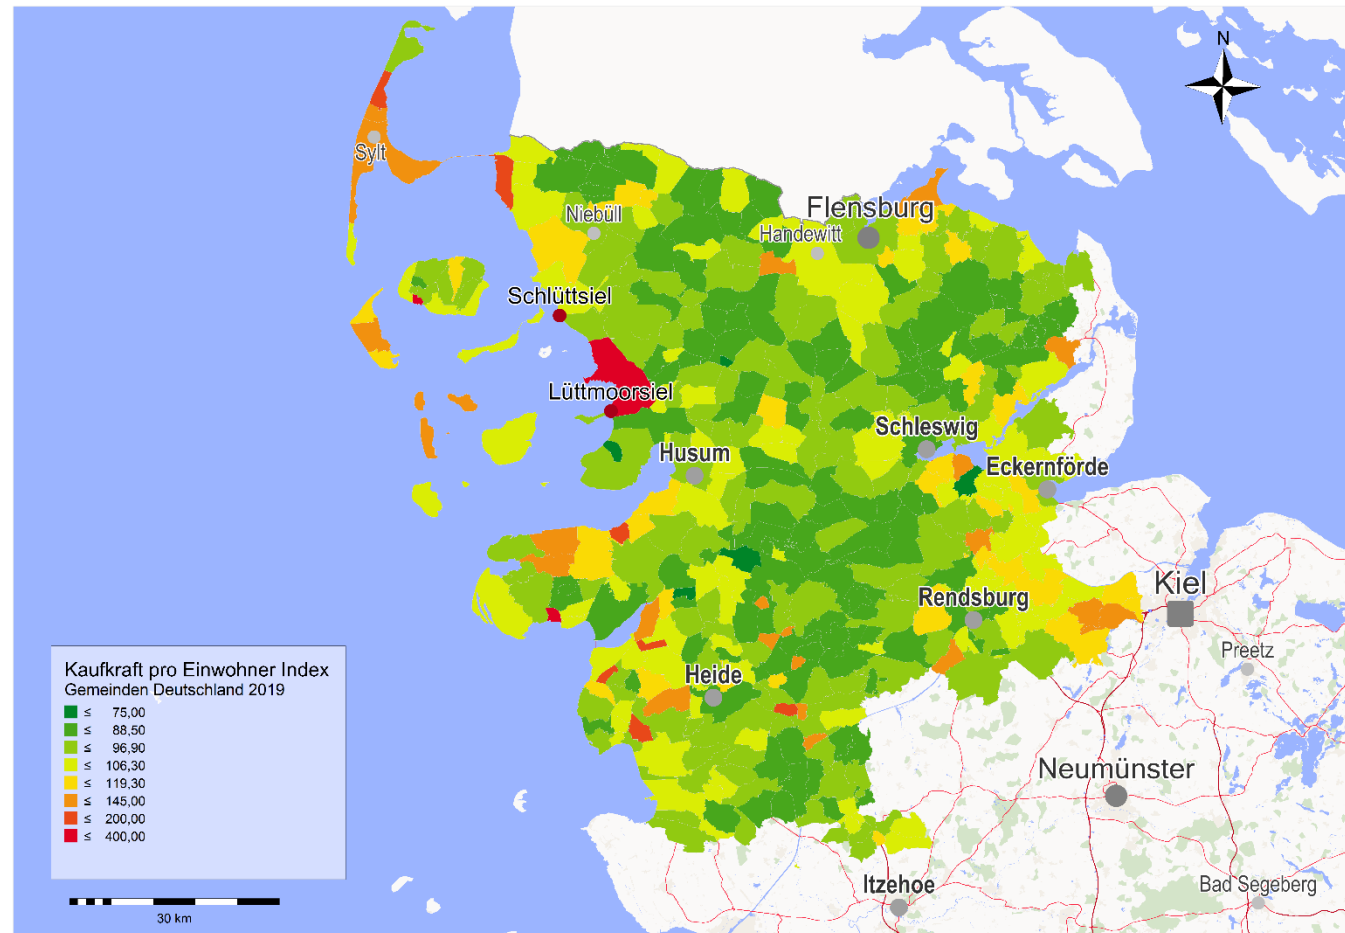 N
Sylt
Flensburg
Niebüll
Handewitt
Schlüttsiel
Lüttmoorsiel
Schleswig
Husum
Eckernförde
Kiel
Rendsburg
Preetz
Kaufkraft pro Einwohner Index
Gemeinden Deutschland 2019
≤ 75,00
≤ 88,50
≤ 96,90
≤ 106,30
≤ 119,30
≤ 145,00
≤ 200,00
≤ 400,00
Heide
Neumünster
Itzehoe
Bad Segeberg
30 km